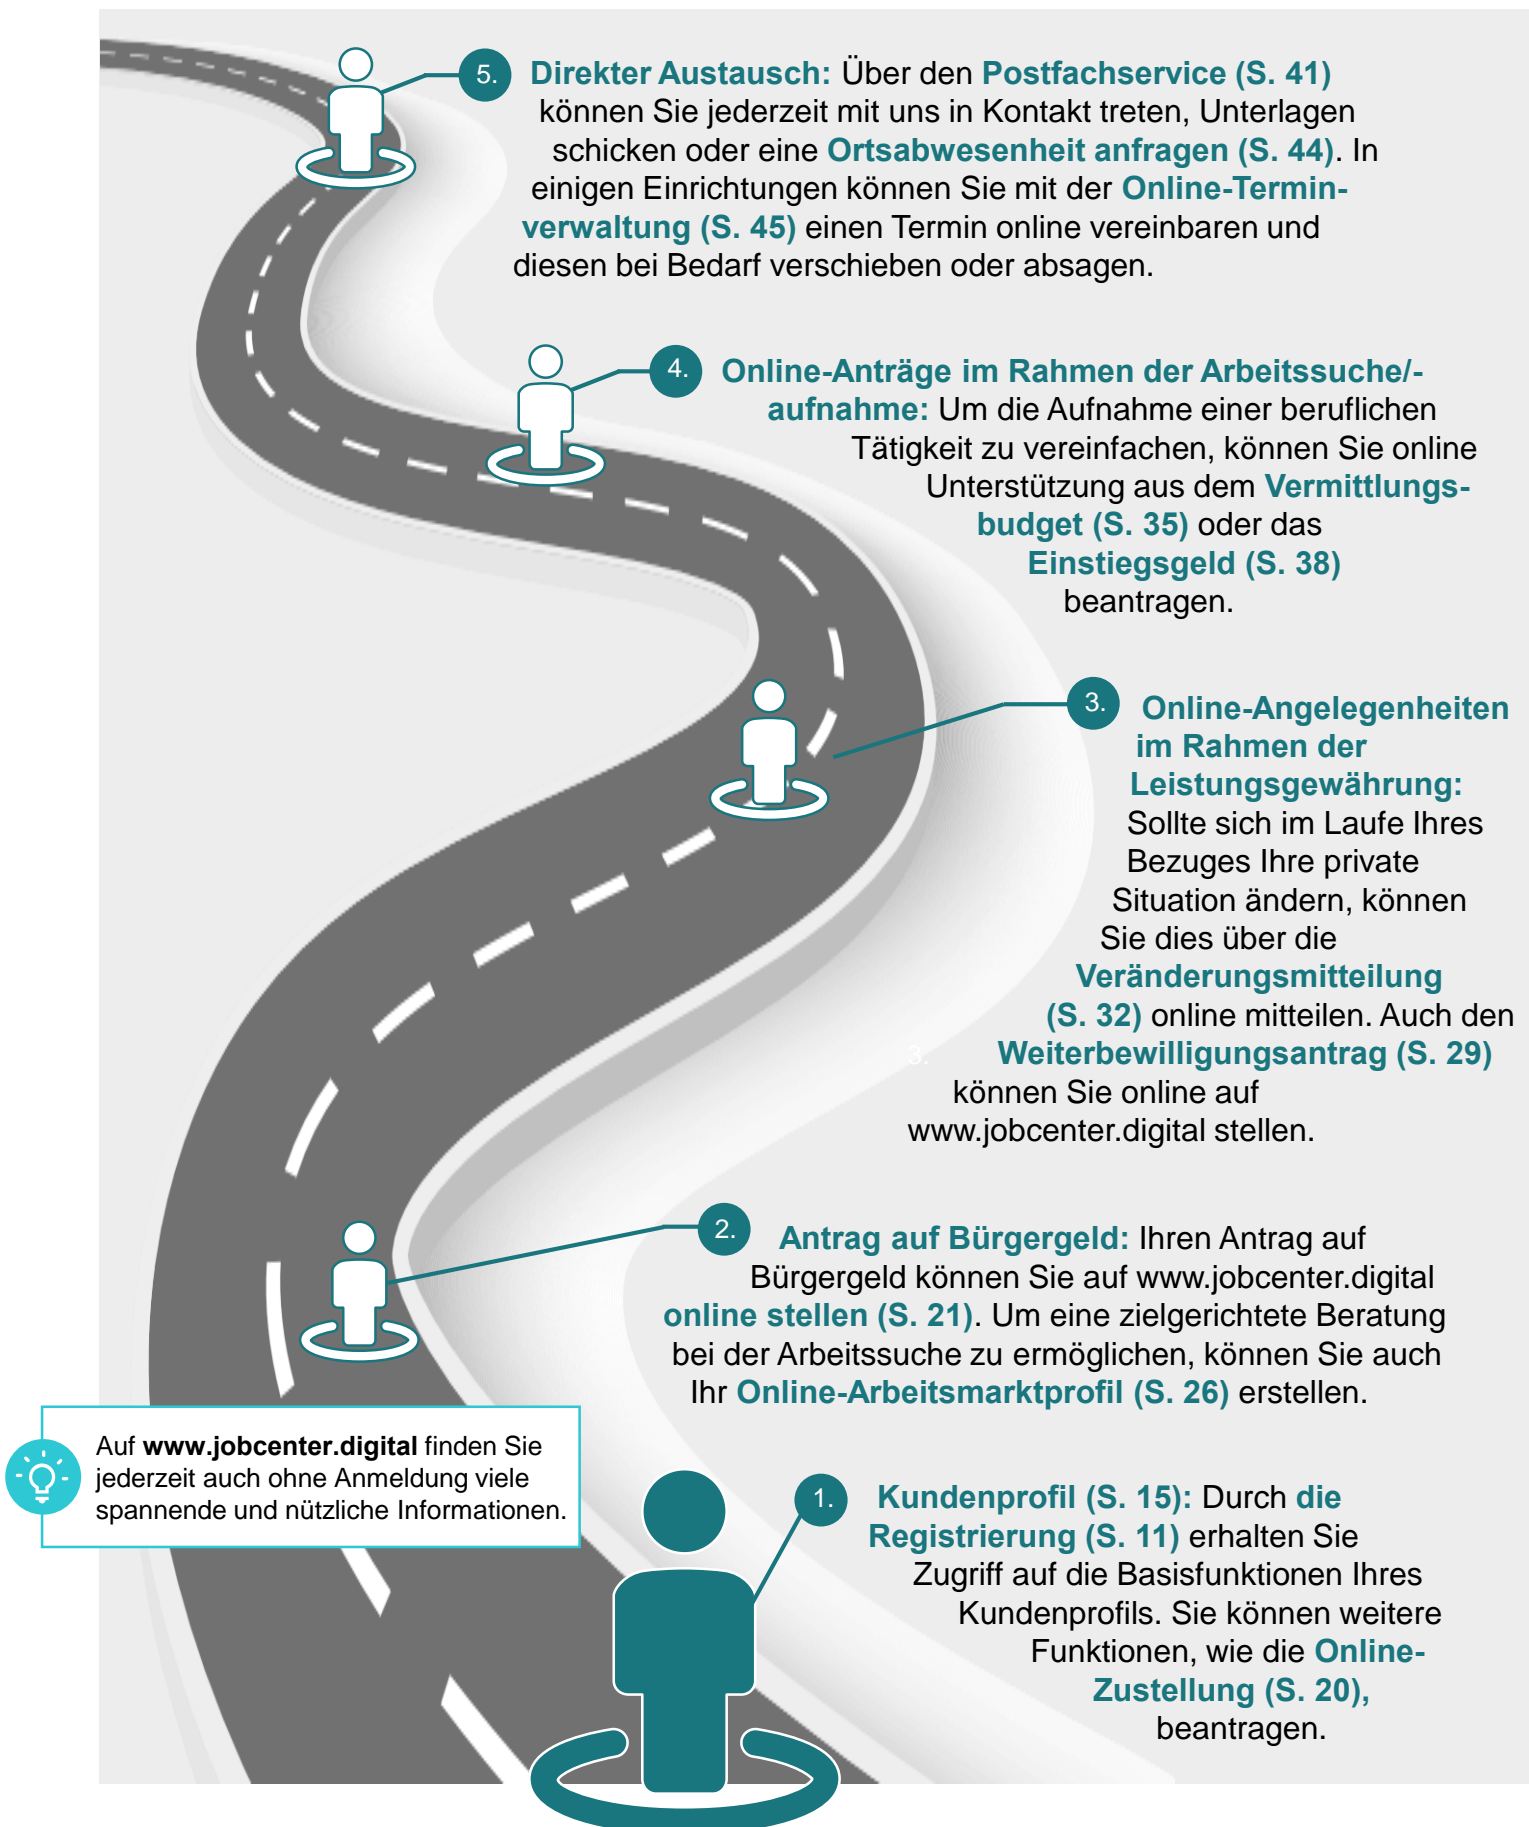 5. Direkter Austausch: Über den Postfachservice (S. 41)
können Sie jederzeit mit uns in Kontakt treten, Unterlagen
schicken oder eine Ortsabwesenheit anfragen (S. 44). In
einigen Einrichtungen können Sie mit der Online-Termin-
verwaltung (S. 45) einen Termin online vereinbaren und
diesen bei Bedarf verschieben oder absagen.
4. Online-Anträge im Rahmen der Arbeitssuche/-
aufnahme: Um die Aufnahme einer beruflichen
Tätigkeit zu vereinfachen, können Sie online
Unterstützung aus dem Vermittlungs-
budget (S. 35) oder das
Einstiegsgeld (S. 38)
beantragen.
3. Online-Angelegenheiten
im Rahmen der
Leistungsgewährung:
Sollte sich im Laufe Ihres
Bezuges Ihre private
Situation ändern, können
Sie dies über die
Veränderungsmitteilung
(S. 32) online mitteilen. Auch den
3. Weiterbewilligungsantrag (S. 29)
können Sie online auf
www.jobcenter.digital stellen.
2. Antrag auf Bürgergeld: Ihren Antrag auf
Bürgergeld können Sie auf www.jobcenter.digital
online stellen (S. 21). Um eine zielgerichtete Beratung
bei der Arbeitssuche zu ermöglichen, können Sie auch
Ihr Online-Arbeitsmarktprofil (S. 26) erstellen.
Auf www.jobcenter.digital finden Sie
jederzeit auch ohne Anmeldung viele
spannende und nützliche Informationen.
1. Kundenprofil (S. 15): Durch die
Registrierung (S. 11) erhalten Sie
Zugriff auf die Basisfunktionen Ihres
Kundenprofils. Sie können weitere
Funktionen, wie die Online-
Zustellung (S. 20),
beantragen.